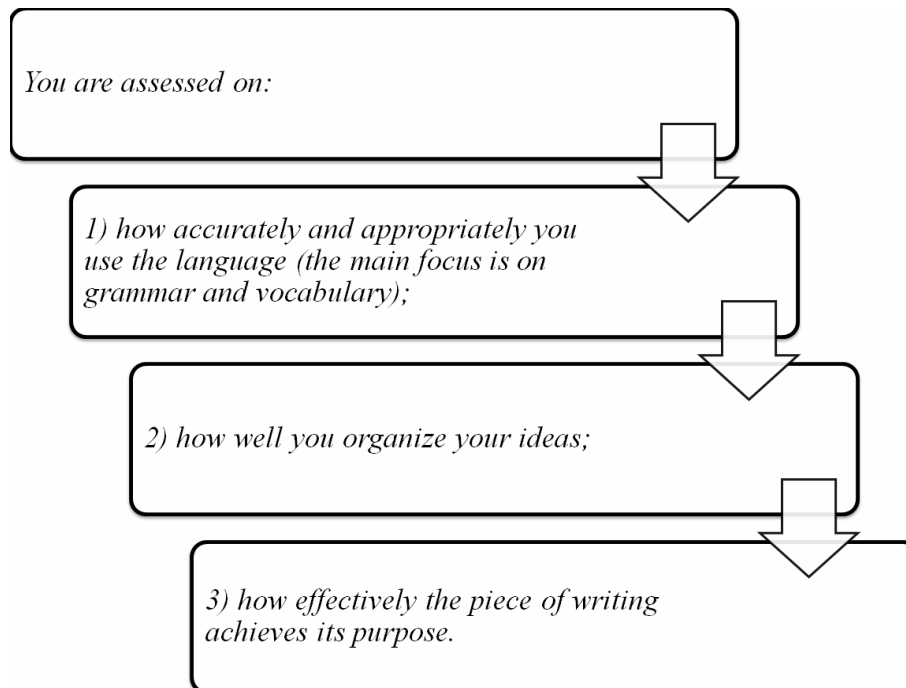 You are assessed on:
1) how accurately and appropriately you
use the language (the main focus is on
grammar and vocabulary);
2) how well you organize your ideas;
3) how effectively the piece of writing
achieves its purpose.